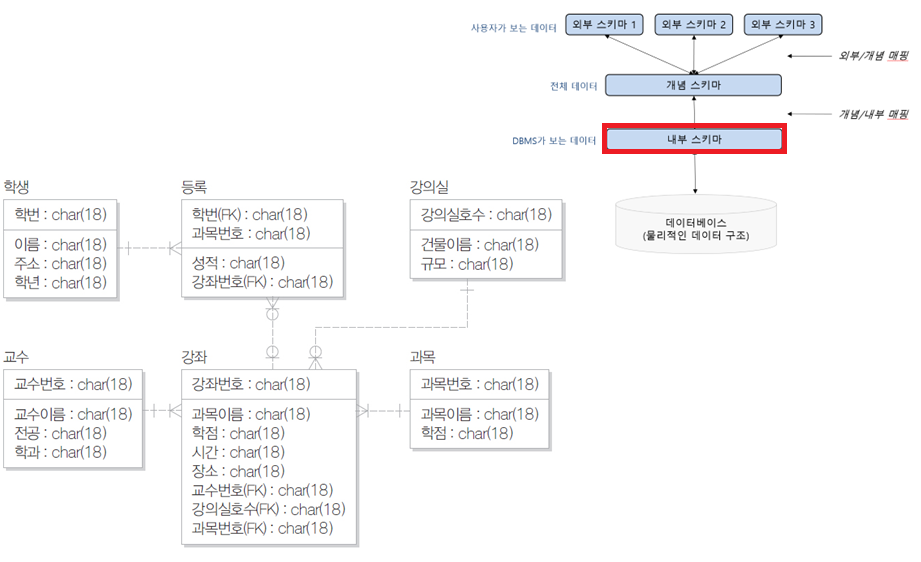 사용자가 보는 데이터
외부 스키마 1
외부 스키마 2
외부 스키마 3
외부/개념 매핑
전체 데이터
개념 스키마
개념/내부 매핑
DBMS가 보는 데이터
내부 스키마
데이터베이스
(물리적인 데이터 구조)
학생
학번 : char(18)
이름 : char(18)
주소 : char(18)
학년 : char(18)
등록
학번(FK) : char(18)
과목번호 : char(18)
성적 : char(18)
강좌번호(FK) : char(18)
강의실
강의실호수 : char(18)
건물이름 : char(18)
규모 : char(18)
교수
교수번호 : char(18)
교수이름 : char(18)
전공 : char(18)
학과 : char(18)
강좌
강좌번호 : char(18)
과목이름 : char(18)
학점 : char(18)
시간 : char(18)
장소 : char(18)
교수번호(FK) : char(18)
강의실호수(FK) : char(18)
과목번호(FK) : char(18)
과목
과목번호 : char(18)
과목이름 : char(18)
학점 : char(18)